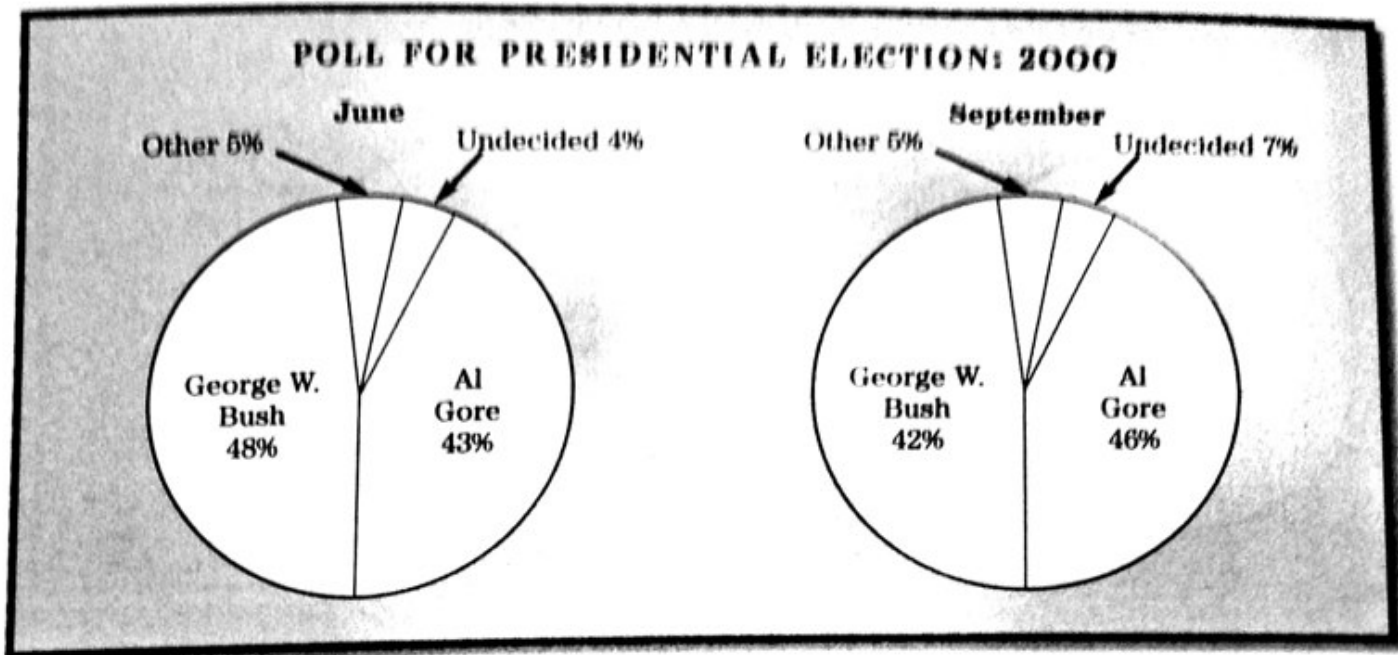 POLL FOR PRESIDENTIAL ELECTION: 2000
June
Other 5%
Undecided 4%
George W.
Bush
48%
Al
Gore
43%
September
Other 5%
Undecided 7%
George W.
Bush
42%
Al
Gore
46%